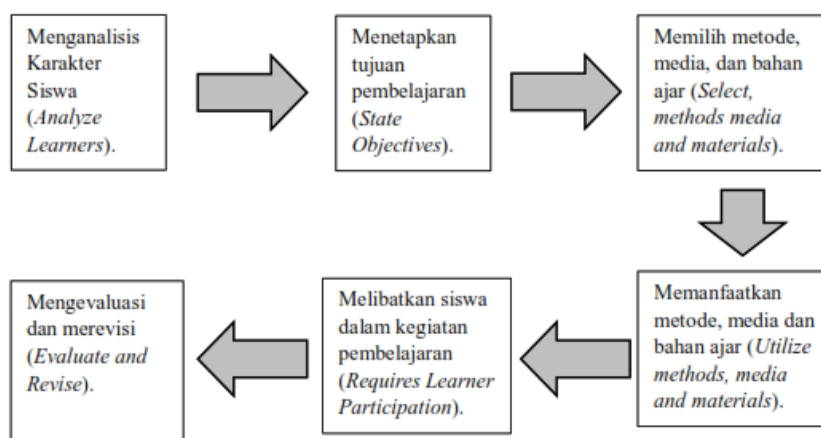 Menganalisis
Karakter
Siswa
(Analyze
Learners).
Menetapkan
tujuan
pembelajaran
(State
Objectives).
Memilih metode,
media, dan bahan
ajar (Select,
methods media
and materials).
Memanfaatkan
metode, media dan
bahan ajar (Utilize
methods, media
and materials).
Melibatkan siswa
dalam kegiatan
pembelajaran
(Requires Learner
Participation).
Mengevaluasi
dan merevisi
(Evaluate and
Revise).